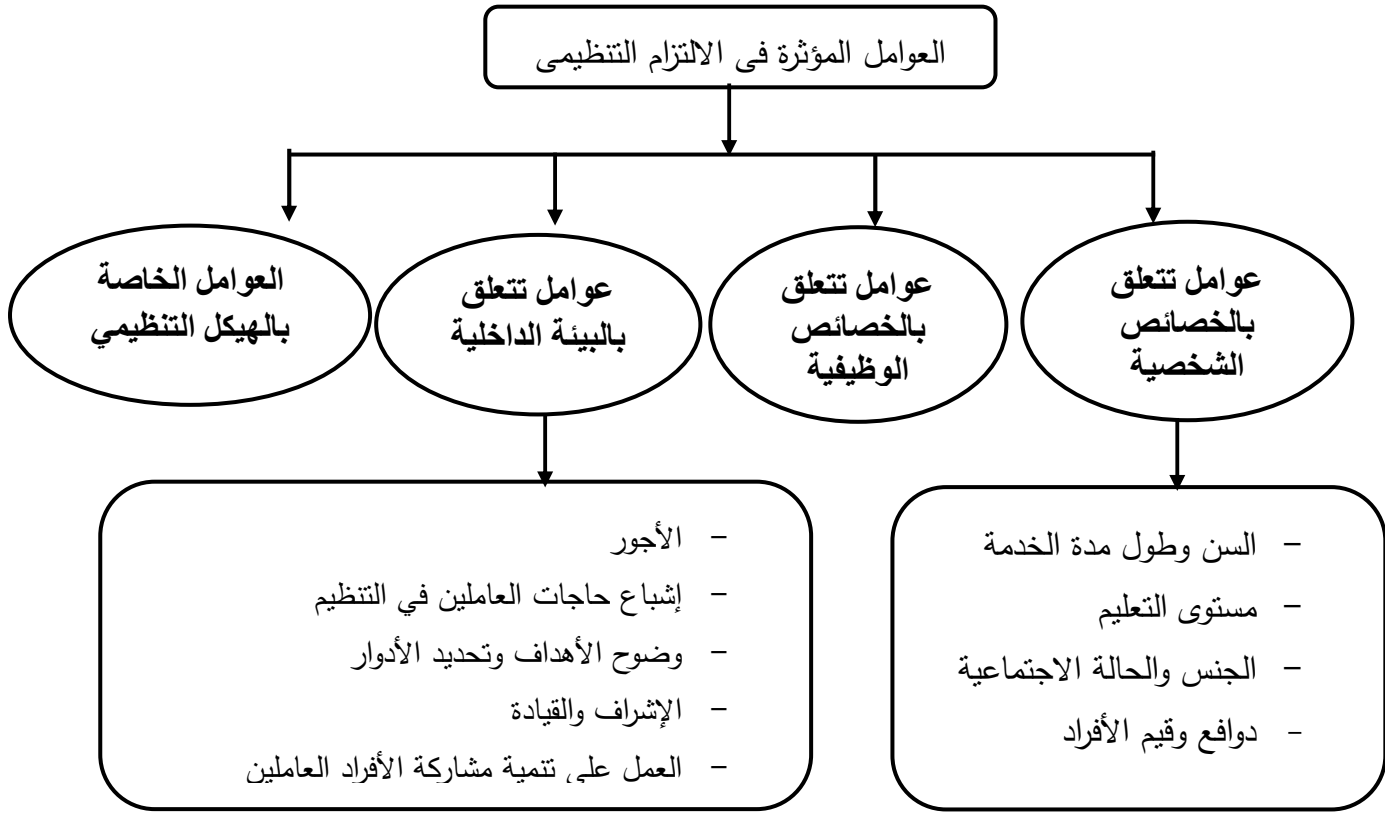 العوامل المؤثرة فى الالتزام التنظيمى
عوامل تتعلق
بالخصائص
الشخصية
عوامل تتعلق
بالخصائص
الوظيفية
عوامل تتعلق
بالبيئة الداخلية
العوامل الخاصة
بالهيكل التنظيمي
- السن وطول مدة الخدمة
- مستوى التعليم
- الجنس والحالة الاجتماعية
- دوافع وقيم الأفراد
- الأجور
- إشباع حاجات العاملين في التنظيم
- وضوح الأهداف وتحديد الأدوار
- الإشراف والقيادة
- العمل على تنمية مشاركة الأفراد العاملين